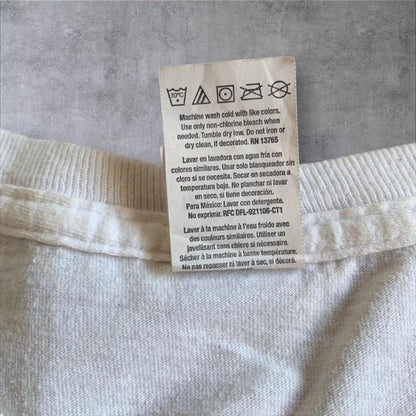 30°C
Machine wash cold with like colors.
Use only non-chlorine bleach when
needed. Tumble dry low. Do not iron or
dry clean, if decorated. RN 13765
Lavar en lavadora con agua fria con
colores similares. Usar solo blanqueador sin
cloro si se necesita. Secar en secadora a
temperatura baja. No planchar ni lavar
en seco, si tiene decoración.
Para México: Lavar con detergente.
No exprimir. RFC DFL-921106-CT1
Laver à la machine à l'eau froide avec
des couleurs similaires. Utiliser un
javellisant sans chlore si nécessaire.
Sécher à la machine à basse température.
Ne pas repasser ni laver à sec, si décoré.